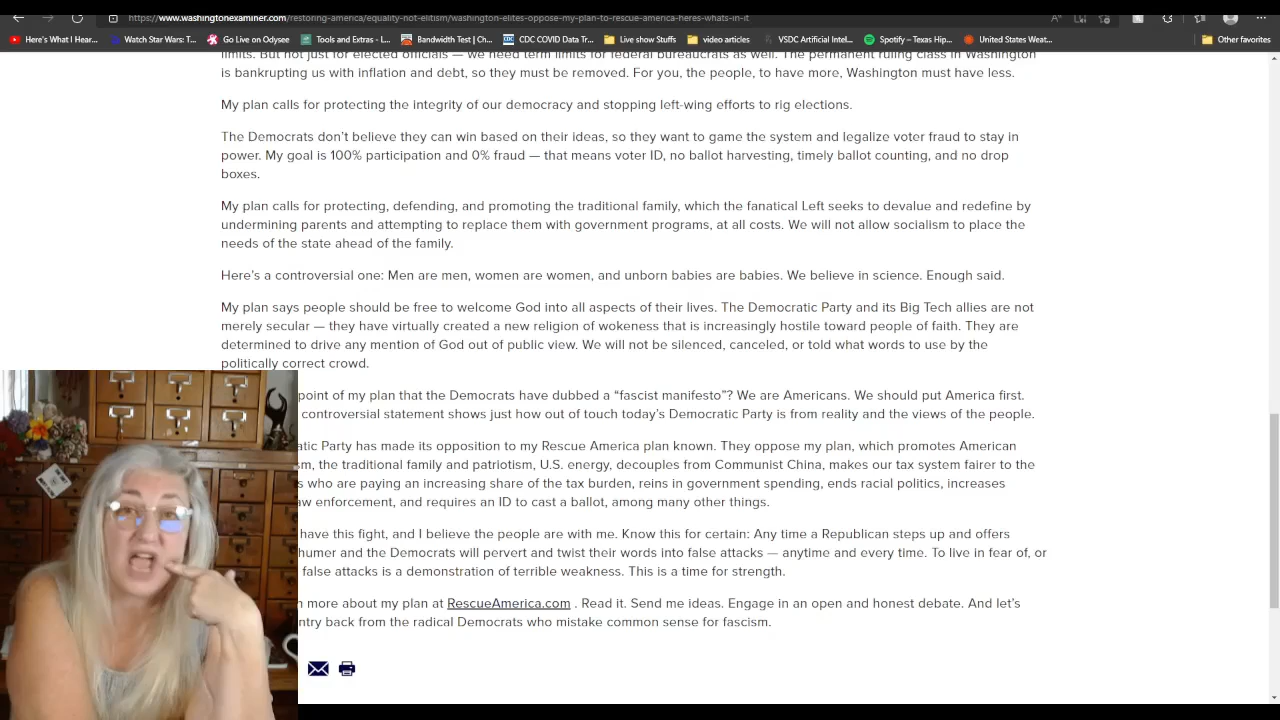 https://www.washingtonexaminer.com/restoring-america/equality-not-elitism/washington-elites-oppose-my-plan-to-rescue-america-heres-whats-in-it
Here's What I Hear...
Watch Star Wars: T...
Go Live on Odysee
Tools and Extras - L...
Bandwidth Test | Ch...
CDC COVID Data Tr...
Live show Stuffs
video articles
VSDC Artificial Intel...
Spotify – Texas Hip...
United States Weat...
Other favorites
limits. But not just for elected officials — we need term limits for federal bureaucrats as well. The permanent ruling class in Washington
is bankrupting us with inflation and debt, so they must be removed. For you, the people, to have more, Washington must have less.
My plan calls for protecting the integrity of our democracy and stopping left-wing efforts to rig elections.
The Democrats don't believe they can win based on their ideas, so they want to game the system and legalize voter fraud to stay in
power. My goal is 100% participation and 0% fraud — that means voter ID, no ballot harvesting, timely ballot counting, and no drop
boxes.
My plan calls for protecting, defending, and promoting the traditional family, which the fanatical Left seeks to devalue and redefine by
undermining parents and attempting to replace them with government programs, at all costs. We will not allow socialism to place the
needs of the state ahead of the family.
Here's a controversial one: Men are men, women are women, and unborn babies are babies. We believe in science. Enough said.
My plan says people should be free to welcome God into all aspects of their lives. The Democratic Party and its Big Tech allies are not
merely secular — they have virtually created a new religion of wokeness that is increasingly hostile toward people of faith. They are
determined to drive any mention of God out of public view. We will not be silenced, canceled, or told what words to use by the
politically correct crowd.
point of my plan that the Democrats have dubbed a “fascist manifesto”? We are Americans. We should put America first.
controversial statement shows just how out of touch today's Democratic Party is from reality and the views of the people.
atic Party has made its opposition to my Rescue America plan known. They oppose my plan, which promotes American
sm, the traditional family and patriotism, U.S. energy, decouples from Communist China, makes our tax system fairer to the
s who are paying an increasing share of the tax burden, reins in government spending, ends racial politics, increases
aw enforcement, and requires an ID to cast a ballot, among many other things.
have this fight, and I believe the people are with me. Know this for certain: Any time a Republican steps up and offers
humer and the Democrats will pervert and twist their words into false attacks — anytime and every time. To live in fear of, or
false attacks is a demonstration of terrible weakness. This is a time for strength.
n more about my plan at RescueAmerica.com . Read it. Send me ideas. Engage in an open and honest debate. And let's
ntry back from the radical Democrats who mistake common sense for fascism.